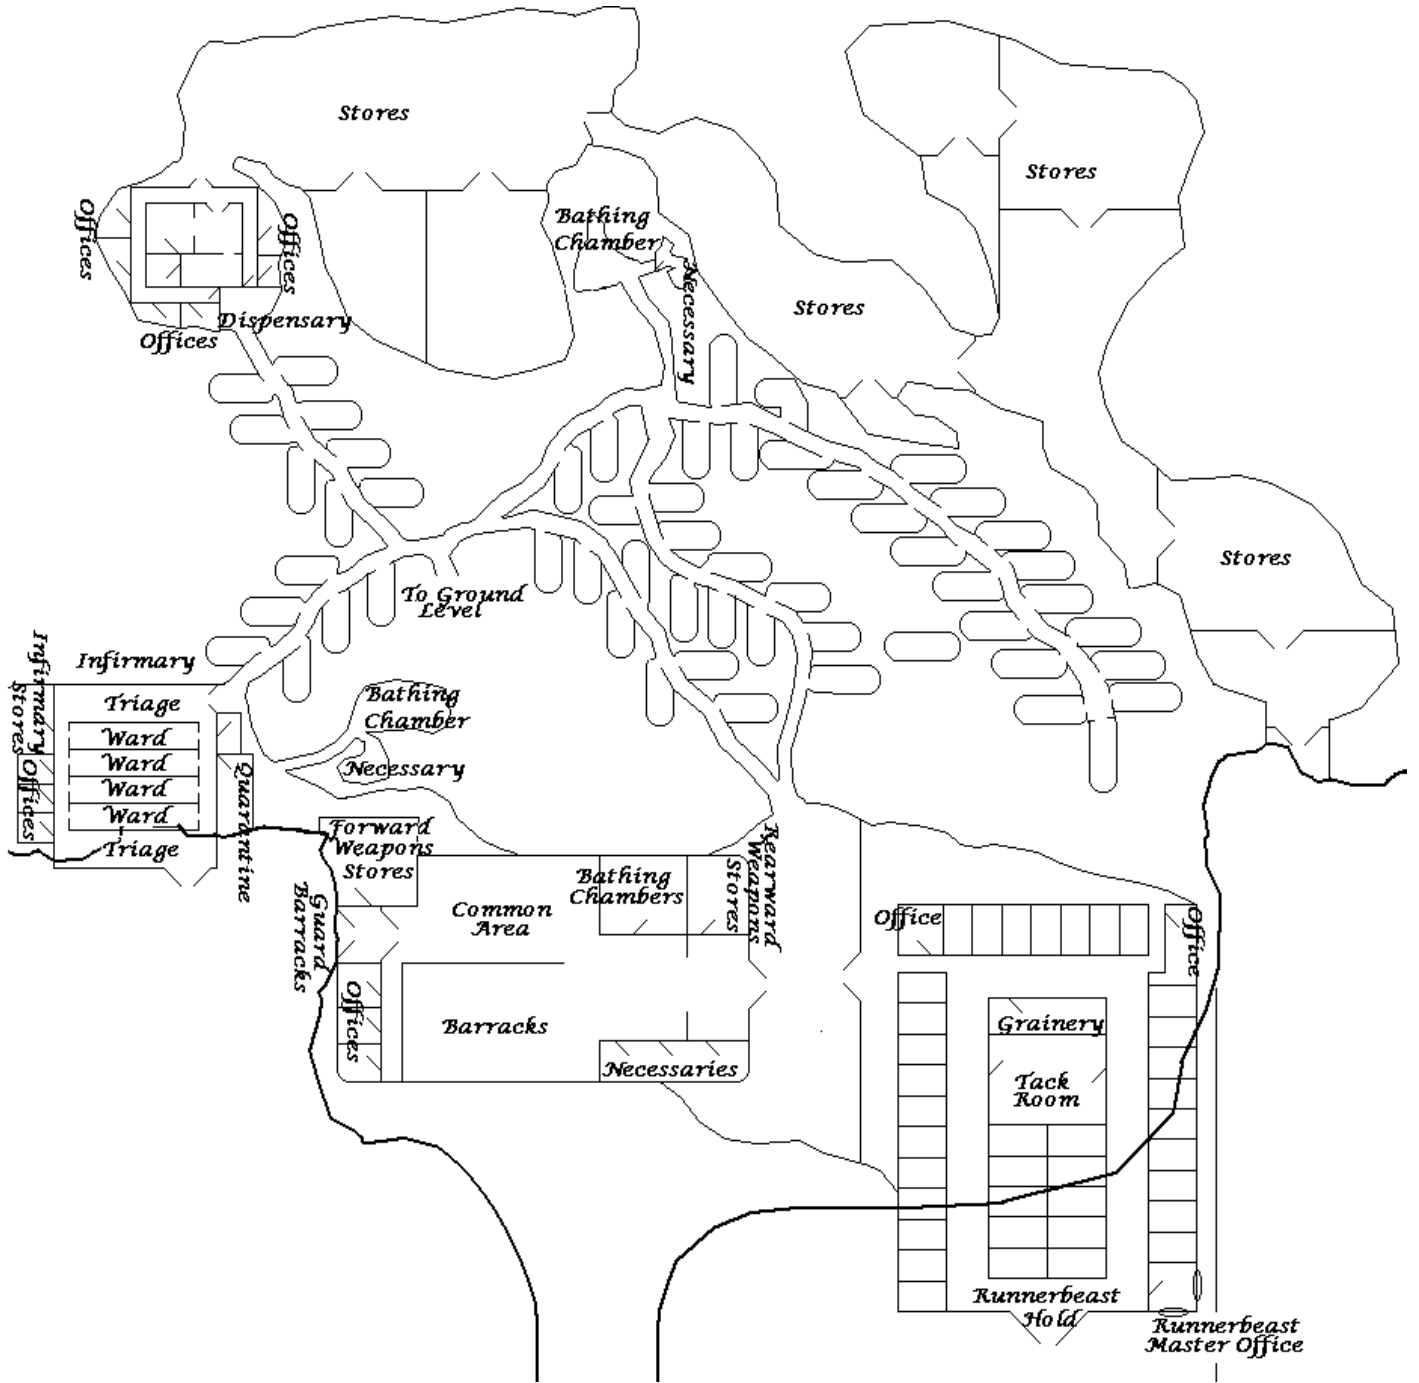 Stores
Stores
Offices
Offices
Bathing
Chamber
Necessary
Stores
Dispensary
Offices
Stores
To Ground
Level
Infirmary
Stores
Infirmary
Triage
Ward
Ward
Ward
Ward
Triage
Offices
Quarantine
Bathing
Chamber
Necessary
Forward
Weapons
Stores
Guard
Barracks
Common
Area
Bathing
Chambers
Rearward
Weapons
Stores
Offices
Barracks
Necessaries
Office
Office
Grainery
Tack
Room
Runnerbeast
Hold
Runnerbeast
Master Office